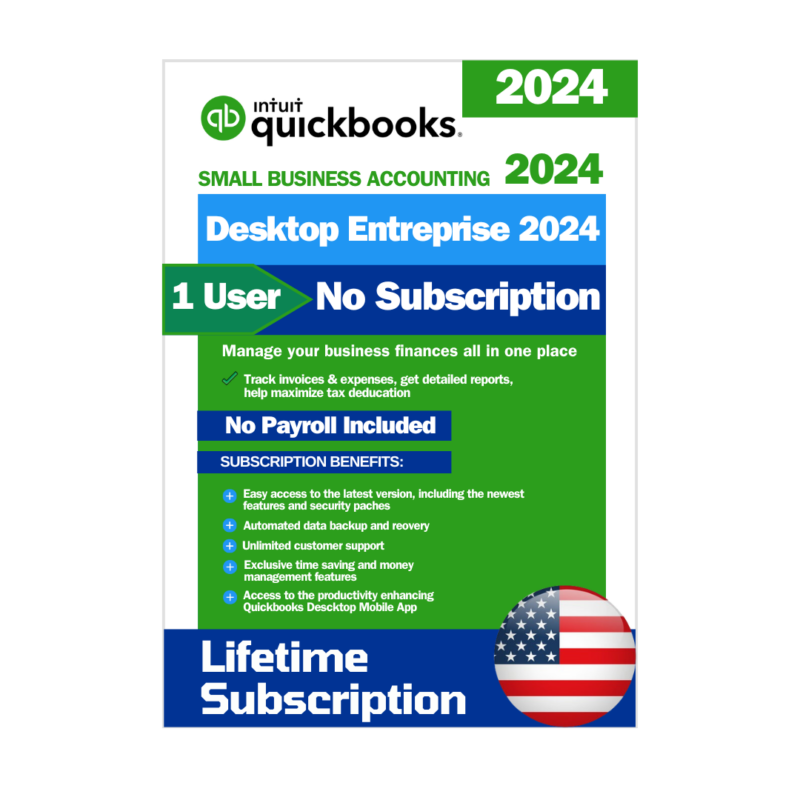 2024
intuit
quickbooks.
SMALL BUSINESS ACCOUNTING 2024
Desktop Entreprise 2024
1 User No Subscription
Manage your business finances all in one place
Track invoices & expenses, get detailed reports,
help maximize tax deducation
No Payroll Included
SUBSCRIPTION BENEFITS:
Easy access to the latest version, including the newest
features and security paches
Automated data backup and reovery
Unlimited customer support
Exclusive time saving and money
management features
Access to the productivity enhancing
Quickbooks Descktop Mobile App
Lifetime
Subscription